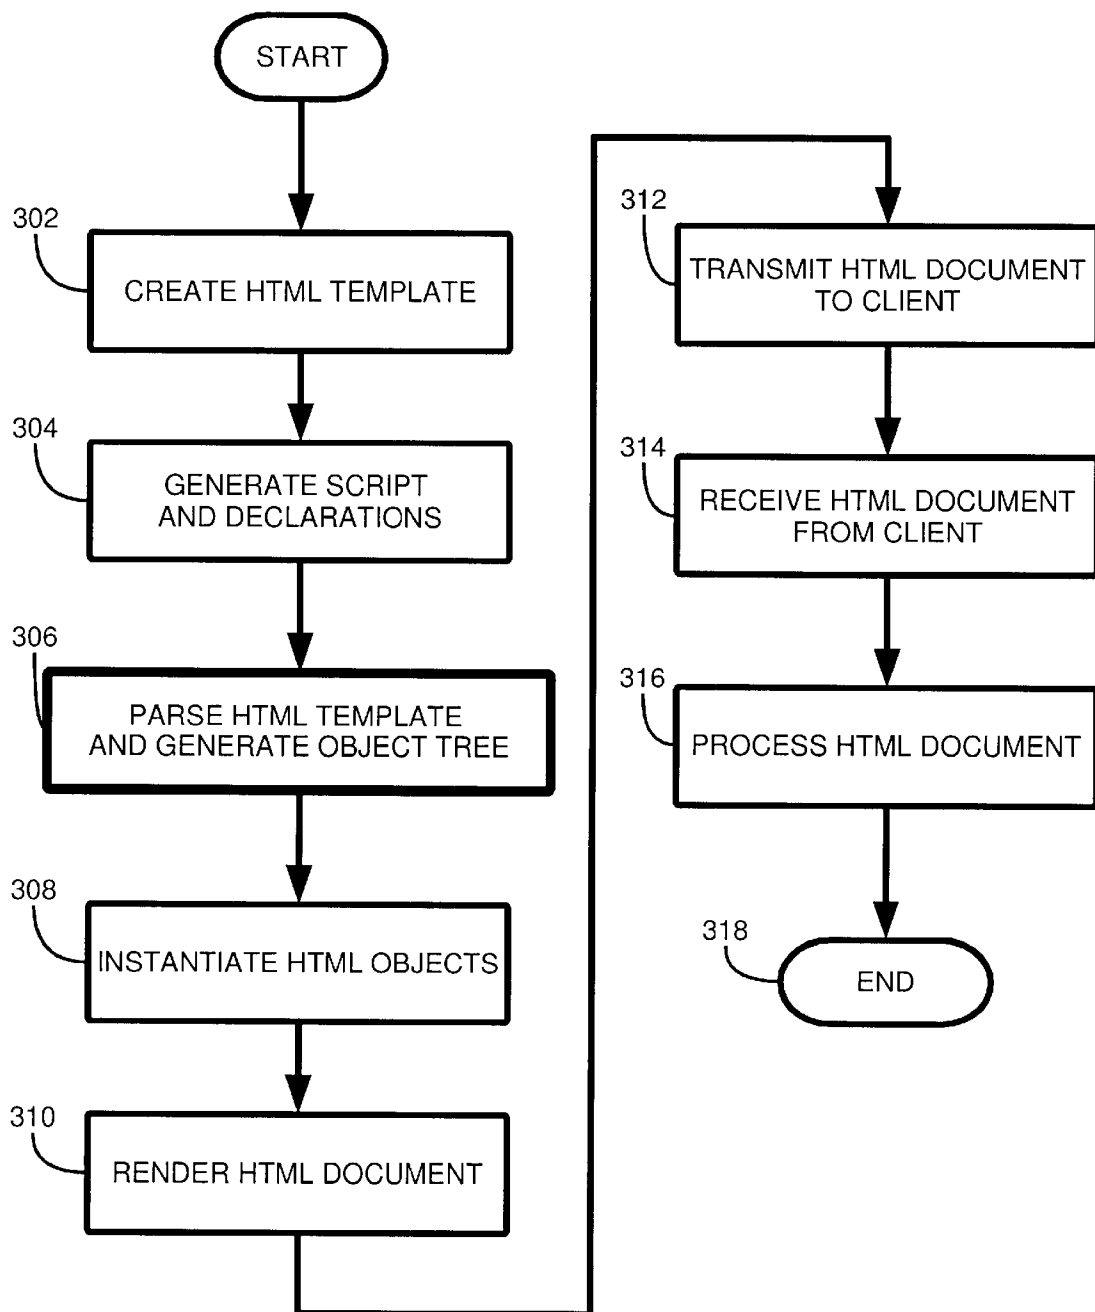 START
302
CREATE HTML TEMPLATE
304
GENERATE SCRIPT
AND DECLARATIONS
306
PARSE HTML TEMPLATE
AND GENERATE OBJECT TREE
308
INSTANTIATE HTML OBJECTS
310
RENDER HTML DOCUMENT
312
TRANSMIT HTML DOCUMENT
TO CLIENT
314
RECEIVE HTML DOCUMENT
FROM CLIENT
316
PROCESS HTML DOCUMENT
318
END